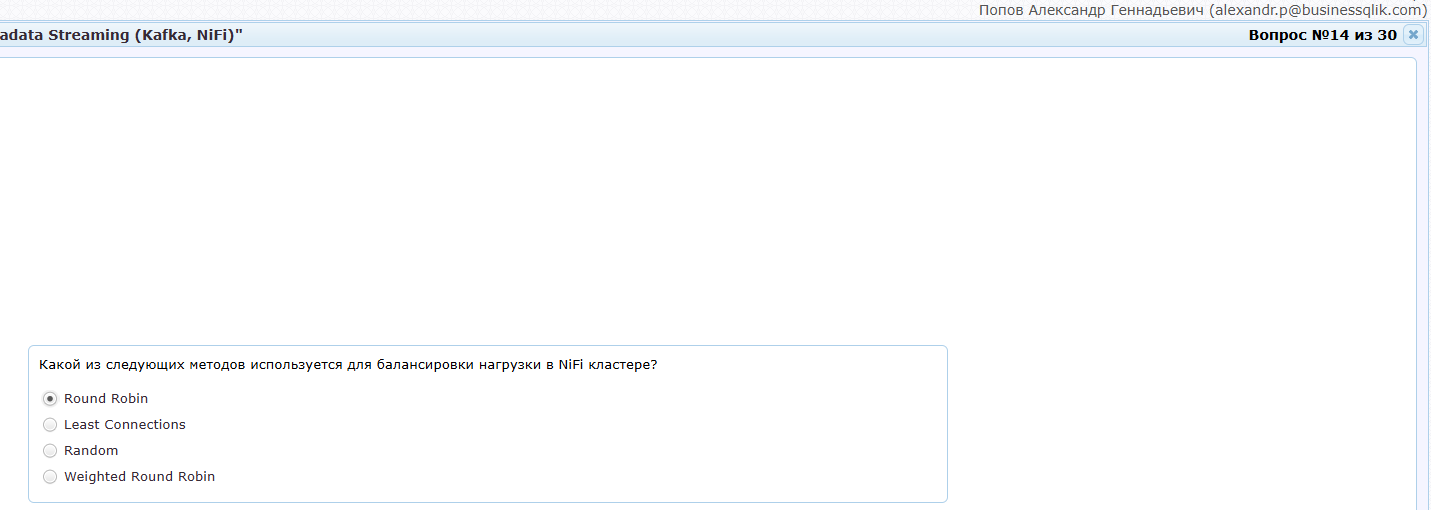 Попов Александр Геннадьевич (alexandr.p@businessqlik.com)
adata Streaming (Kafka, NiFi)"
Вопрос №14 из 30
Какой из следующих методов используется для балансировки нагрузки в NiFi кластере?
Round Robin
Least Connections
Random
Weighted Round Robin